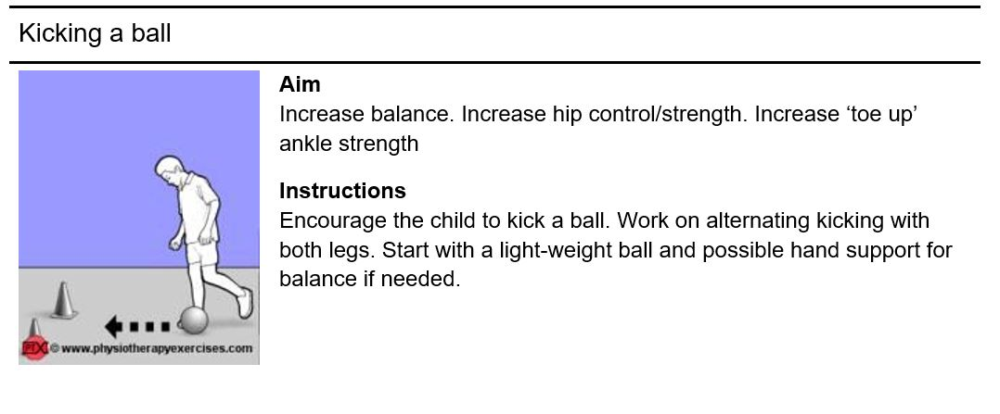 Kicking a ball
Aim
Increase balance. Increase hip control/strength. Increase ‘toe up’
ankle strength
Instructions
Encourage the child to kick a ball. Work on alternating kicking with
both legs. Start with a light-weight ball and possible hand support for
balance if needed.
PTX © www.physiotherapyexercises.com